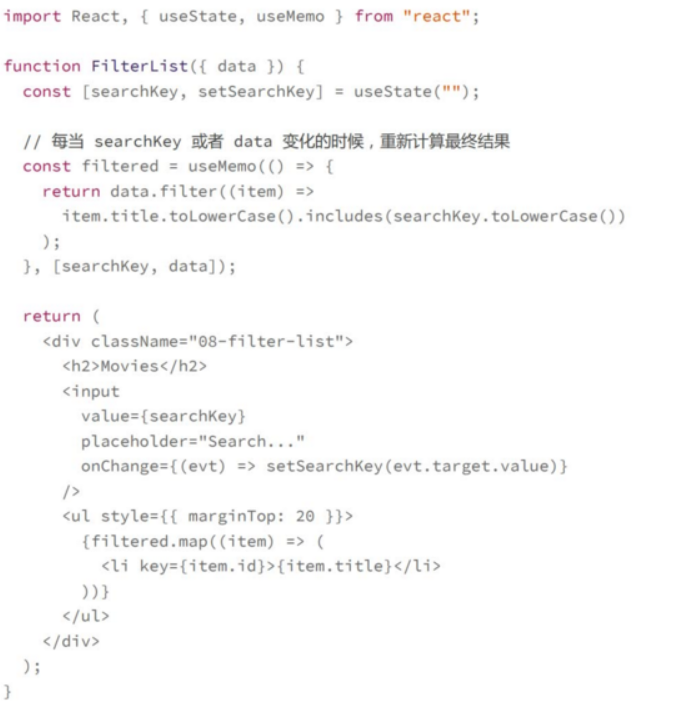 import React, { useState, useMemo } from "react";

function FilterList({ data }) {
  const [searchKey, setSearchKey] = useState("");

  // 每当 searchKey 或者 data 变化的时候，重新计算最终结果
  const filtered = useMemo(() => {
    return data.filter((item) =>
      item.title.toLowerCase().includes(searchKey.toLowerCase())
    );
  }, [searchKey, data]);

  return (
    <div className="08-filter-list">
      <h2>Movies</h2>
      <input
        value={searchKey}
        placeholder="Search..."
        onChange={(evt) => setSearchKey(evt.target.value)}
      />
      <ul style={{ marginTop: 20 }}>
        {filtered.map((item) => (
          <li key={item.id}>{item.title}</li>
        ))}
      </ul>
    </div>
  );
}